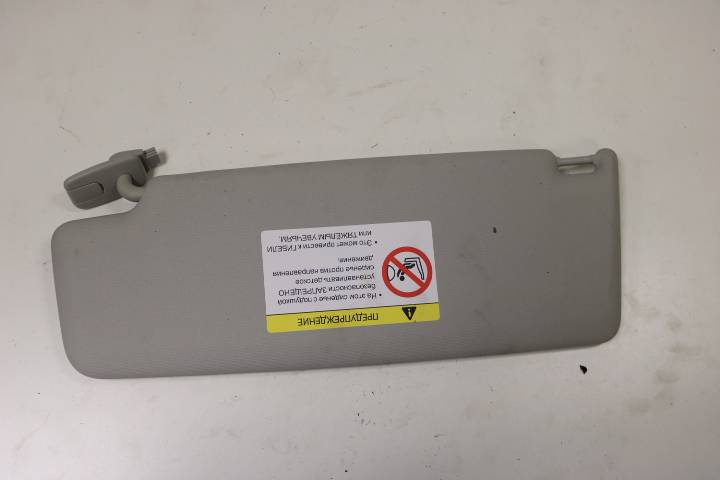 ПРЕДУПРЕЖДЕНИЕ
• На этом сиденье с подушкой
безопасности ЗАПРЕЩЕНО
устанавливать детское
сиденье против направления
движения.
• Это может привести к ГИБЕЛИ
или ТЯЖЕЛЫМ УВЕЧЬЯМ.